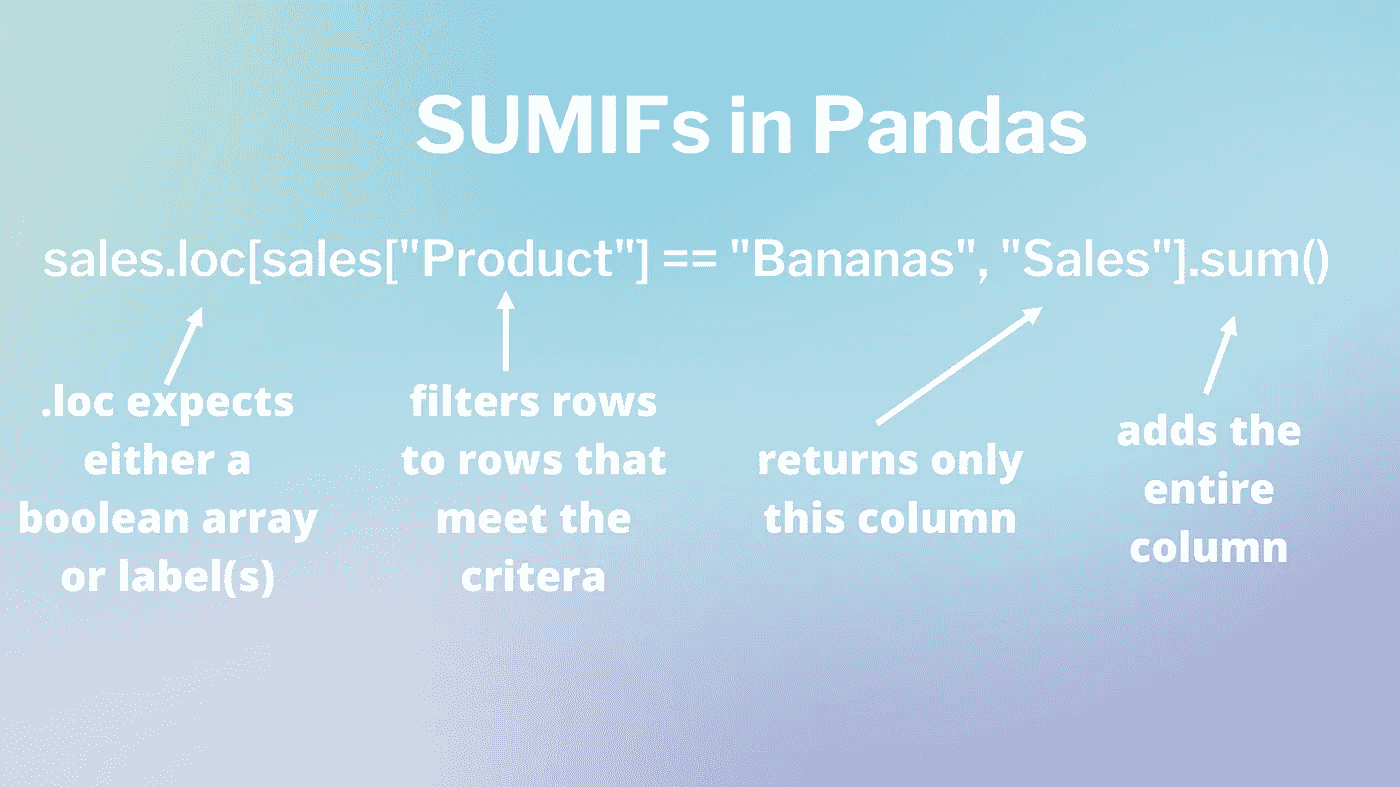 SUMIFs in Pandas
sales.loc[sales["Product"] == "Bananas", "Sales"].sum()
.loc expects
either a
boolean array
or label(s)
filters rows
to rows that
meet the
critera
returns only
this column
adds the
entire
column